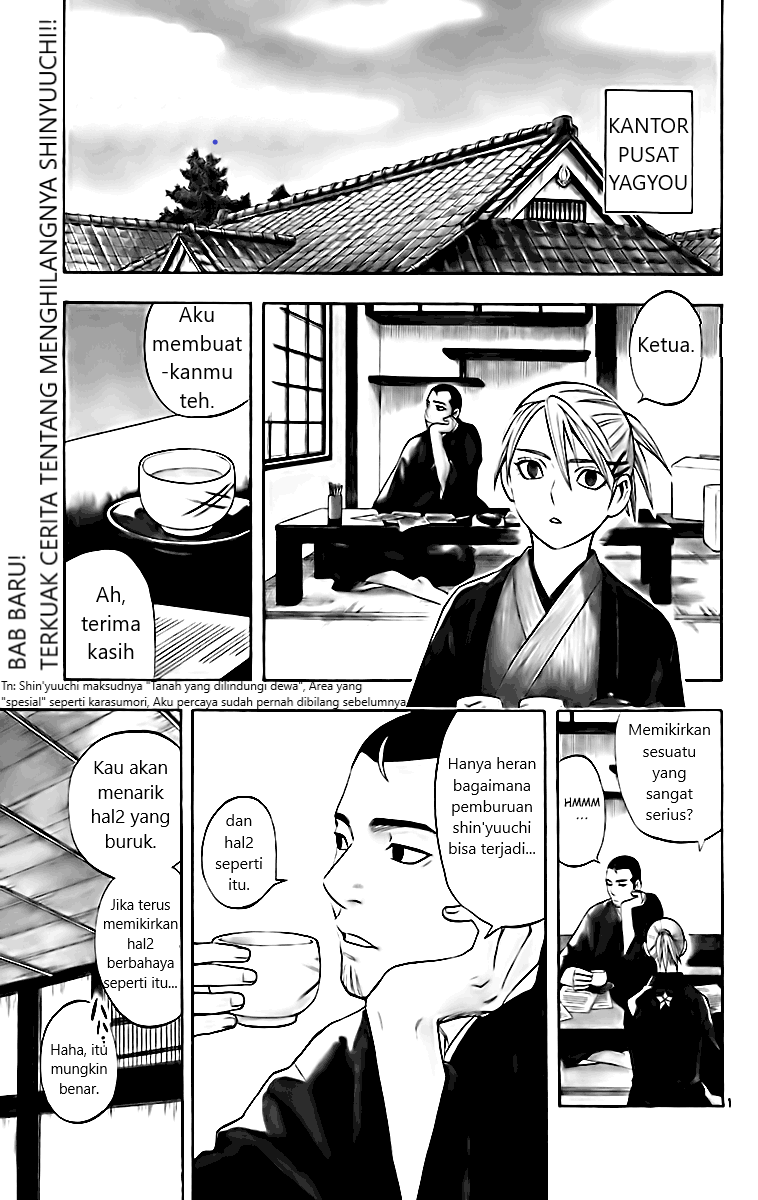 BAB BARU!
TERKUAK CERITA TENTANG MENGHILANGNYA SHINYUUCHI!!
KANTOR
PUSAT
YAGYOU
Ketua.
Aku
membuat
-kanmu
teh.
Ah,
terima
kasih
Tn: Shin'yuuchi maksudnya "Tanah yang dilindungi dewa", Area yang
"spesial" seperti karasumori, Aku percaya sudah pernah dibilang sebelumnya
Memikirkan
sesuatu
yang
sangat
serius?
HMMM
...
Hanya heran
bagaimana
pemburuan
shin'yuuchi
bisa terjadi...
dan
hal2
seperti
itu.
Kau akan
menarik
hal2 yang
buruk.
Jika terus
memikirkan
hal2
berbahaya
seperti itu...
Haha, itu
mungkin
benar.
1